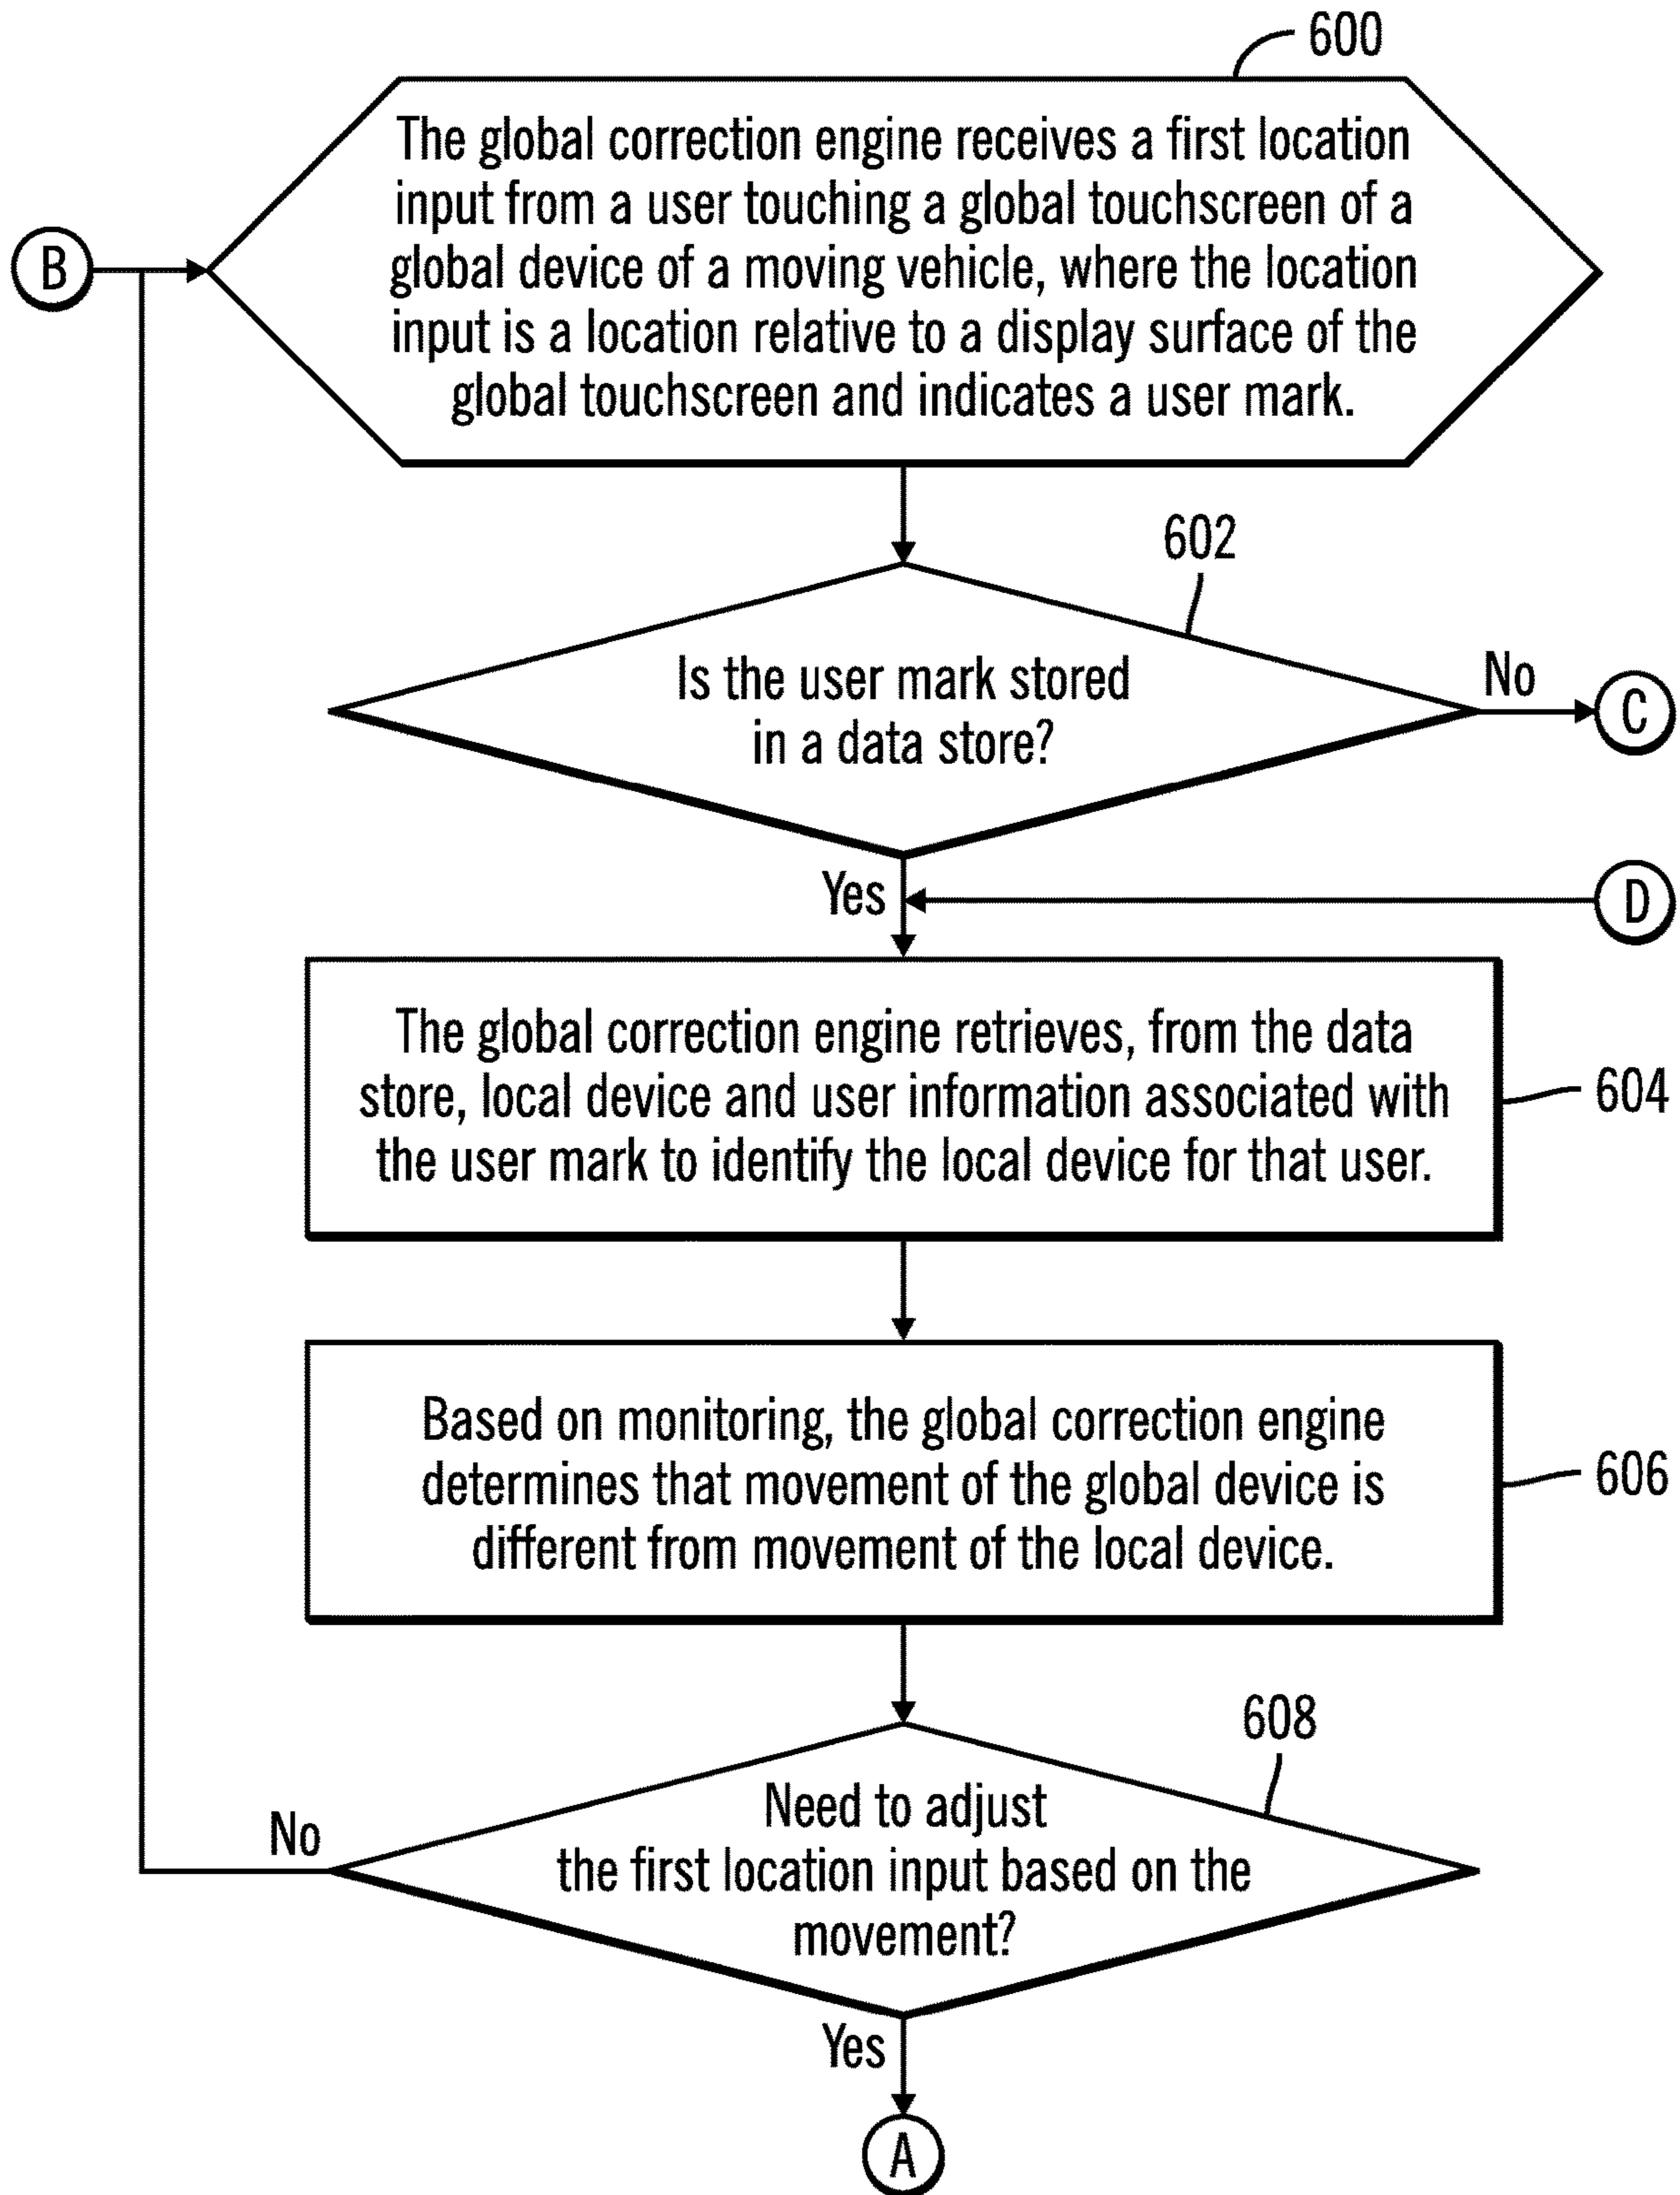 600
The global correction engine receives a first location
input from a user touching a global touchscreen of a
global device of a moving vehicle, where the location
input is a location relative to a display surface of the
global touchscreen and indicates a user mark.
B
602
Is the user mark stored
in a data store?
No
C
Yes
D
The global correction engine retrieves, from the data
store, local device and user information associated with
the user mark to identify the local device for that user.
604
Based on monitoring, the global correction engine
determines that movement of the global device is
different from movement of the local device.
606
608
Need to adjust
the first location input based on the
movement?
No
Yes
A